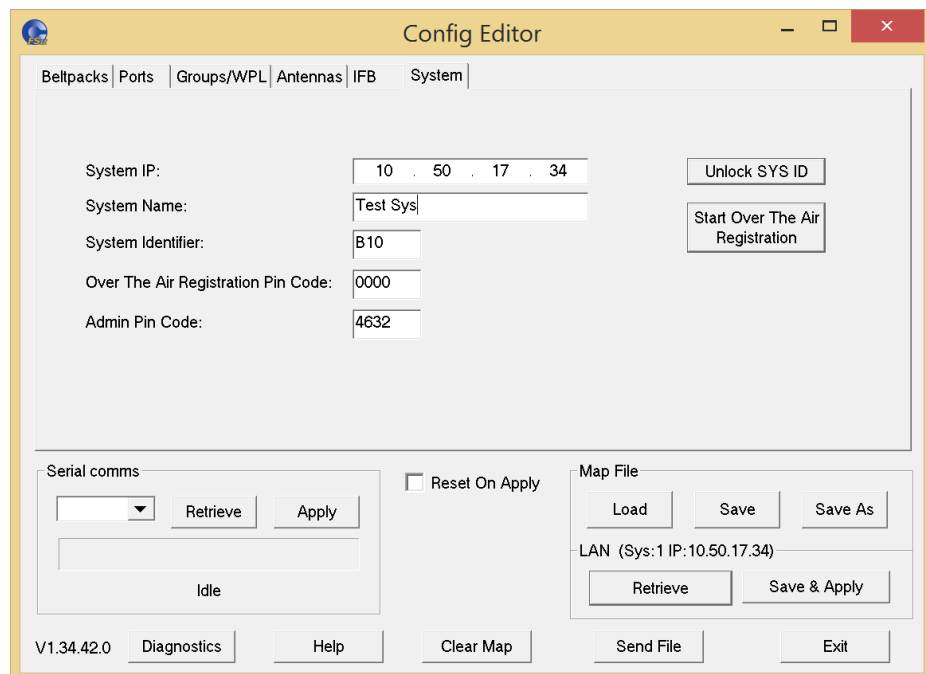 Config Editor
Beltpacks Ports Groups/WPL Antennas IFB System
System IP: 10 . 50 . 17 . 34
Unlock SYS ID
System Name: Test Sys
Start Over The Air
Registration
System Identifier: B10
Over The Air Registration Pin Code: 0000
Admin Pin Code: 4632
Serial comms
Retrieve Apply
Idle
Reset On Apply
Map File
Load Save Save As
LAN (Sys:1 IP:10.50.17.34)
Retrieve Save & Apply
V1.34.42.0 Diagnostics Help Clear Map Send File Exit